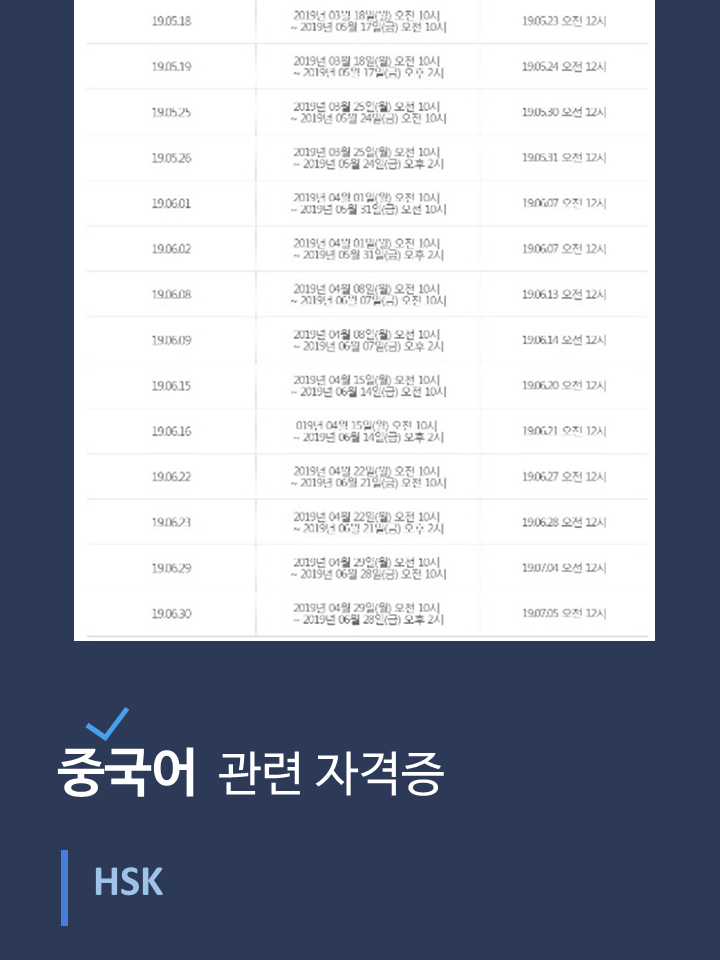 19.05.18
2019년 03월 18일(월) 오전 10시
~ 2019년 05월 17일(금) 오전 10시
19.05.23 오전 12시
19.05.19
2019년 03월 18일(월) 오전 10시
~ 2019년 05월 17일(금) 오후 2시
19.05.24 오전 12시
19.05.25
2019년 03월 25일(월) 오전 10시
~ 2019년 05월 24일(금) 오전 10시
19.05.30 오전 12시
19.05.26
2019년 03월 25일(월) 오전 10시
~ 2019년 05월 24일(금) 오후 2시
19.05.31 오전 12시
19.06.01
2019년 04월 01일(월) 오전 10시
~ 2019년 05월 31일(금) 오전 10시
19.06.07 오전 12시
19.06.02
2019년 04월 01일(월) 오전 10시
~ 2019년 05월 31일(금) 오후 2시
19.06.07 오전 12시
19.06.08
2019년 04월 08일(월) 오전 10시
~ 2019년 06월 07일(금) 오전 10시
19.06.13 오전 12시
19.06.09
2019년 04월 08일(월) 오전 10시
~ 2019년 06월 07일(금) 오후 2시
19.06.14 오전 12시
19.06.15
2019년 04월 15일(월) 오전 10시
~ 2019년 06월 14일(금) 오전 10시
19.06.20 오전 12시
19.06.16
019년 04월 15일(월) 오전 10시
~ 2019년 06월 14일(금) 오후 2시
19.06.21 오전 12시
19.06.22
2019년 04월 22일(월) 오전 10시
~ 2019년 06월 21일(금) 오전 10시
19.06.27 오전 12시
19.06.23
2019년 04월 22일(월) 오전 10시
~ 2019년 06월 21일(금) 오후 2시
19.06.28 오전 12시
19.06.29
2019년 04월 29일(월) 오전 10시
~ 2019년 06월 28일(금) 오전 10시
19.07.04 오전 12시
19.06.30
2019년 04월 29일(월) 오전 10시
~ 2019년 06월 28일(금) 오후 2시
19.07.05 오전 12시
중국어 관련 자격증
HSK